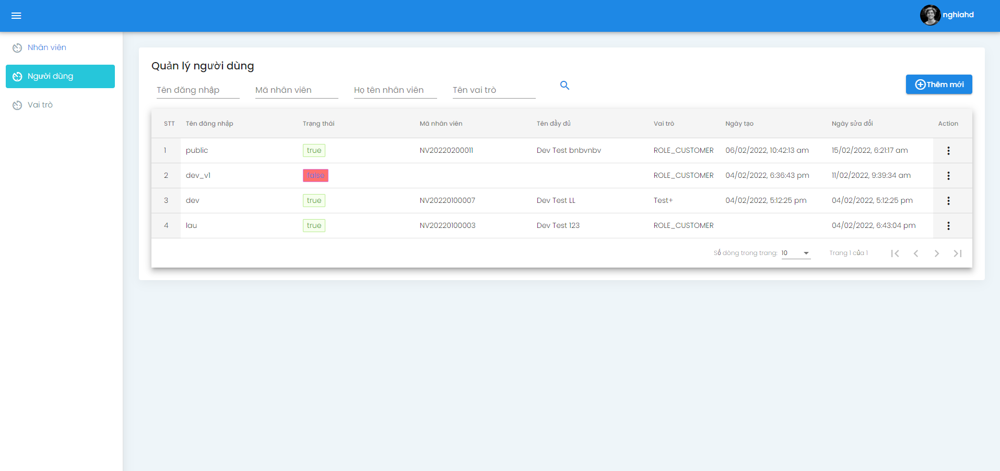 nghiahd
Nhân viên
Người dùng
Vai trò
Quản lý người dùng
Tên đăng nhập Mã nhân viên Họ tên nhân viên Tên vai trò
Thêm mới
STT Tên đăng nhập Trạng thái Mã nhân viên Tên đầy đủ Vai trò Ngày tạo Ngày sửa đổi Action
1 public true NV20220200011 Dev Test bnbvnbv ROLE_CUSTOMER 06/02/2022, 10:42:13 am 15/02/2022, 6:21:17 am
2 dev_v1 false ROLE_CUSTOMER 04/02/2022, 6:36:43 pm 11/02/2022, 9:39:34 am
3 dev true NV20220100007 Dev Test LL Test+ 04/02/2022, 5:12:25 pm 04/02/2022, 5:12:25 pm
4 lau true NV20220100003 Dev Test 123 ROLE_CUSTOMER 04/02/2022, 6:43:04 pm
Số dòng trong trang: 10 Trang 1 của 1